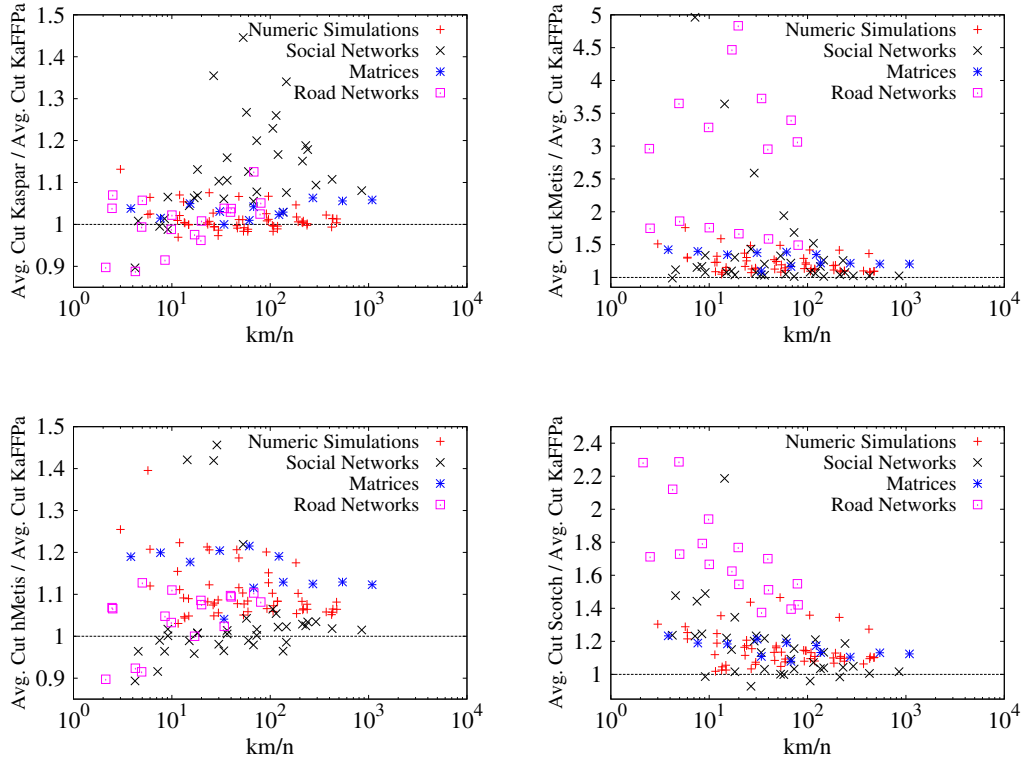 Avg. Cut Kaspar / Avg. Cut KaFFPa
1.5
1.4
1.3
1.2
1.1
1
0.9
Numeric Simulations
Social Networks
Matrices
Road Networks
10^0 10^1 10^2 10^3 10^4
km/n
Avg. Cut kMetis / Avg. Cut KaFFPa
5
4.5
4
3.5
3
2.5
2
1.5
1
Numeric Simulations
Social Networks
Matrices
Road Networks
10^0 10^1 10^2 10^3 10^4
km/n
Avg. Cut hMetis / Avg. Cut KaFFPa
1.5
1.4
1.3
1.2
1.1
1
0.9
Numeric Simulations
Social Networks
Matrices
Road Networks
10^0 10^1 10^2 10^3 10^4
km/n
Avg. Cut Scotch / Avg. Cut KaFFPa
2.4
2.2
2
1.8
1.6
1.4
1.2
1
Numeric Simulations
Social Networks
Matrices
Road Networks
10^0 10^1 10^2 10^3 10^4
km/n